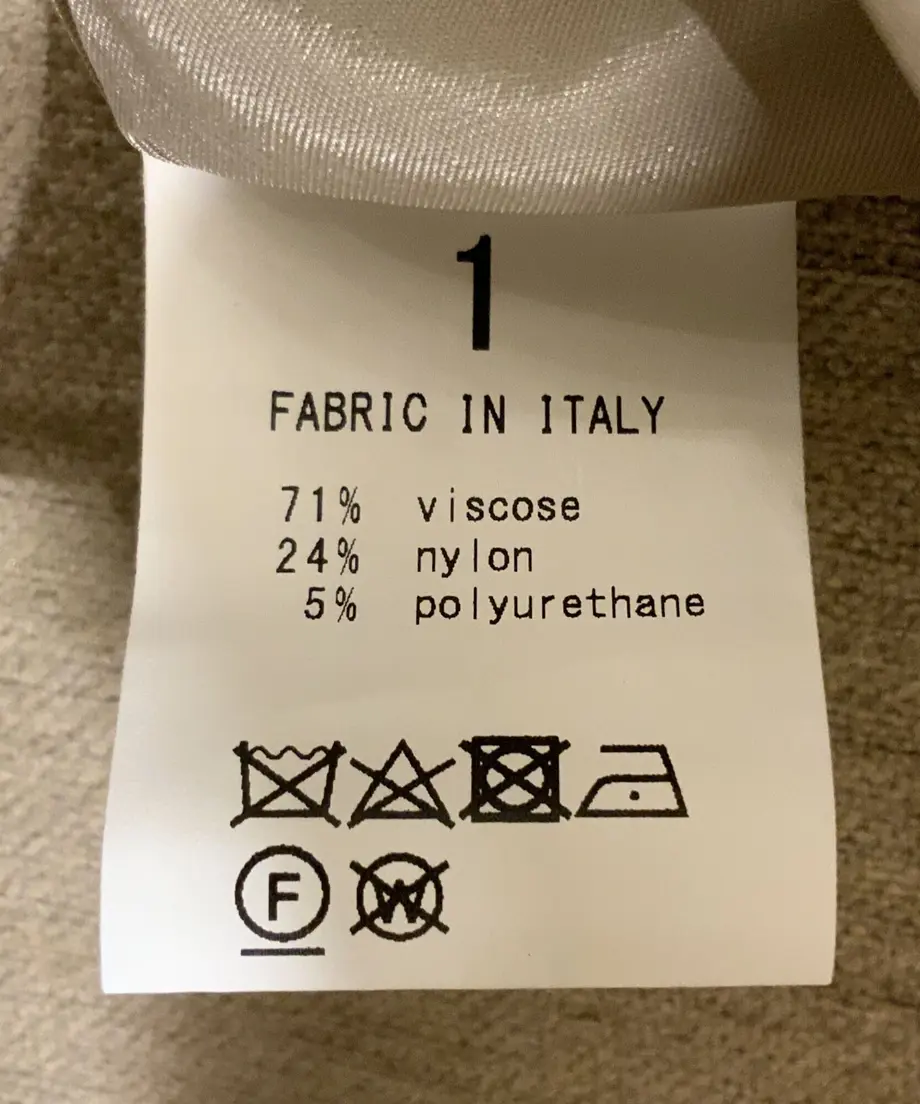 1
FABRIC IN ITALY
71% viscose
24% nylon
5% polyurethane
F W